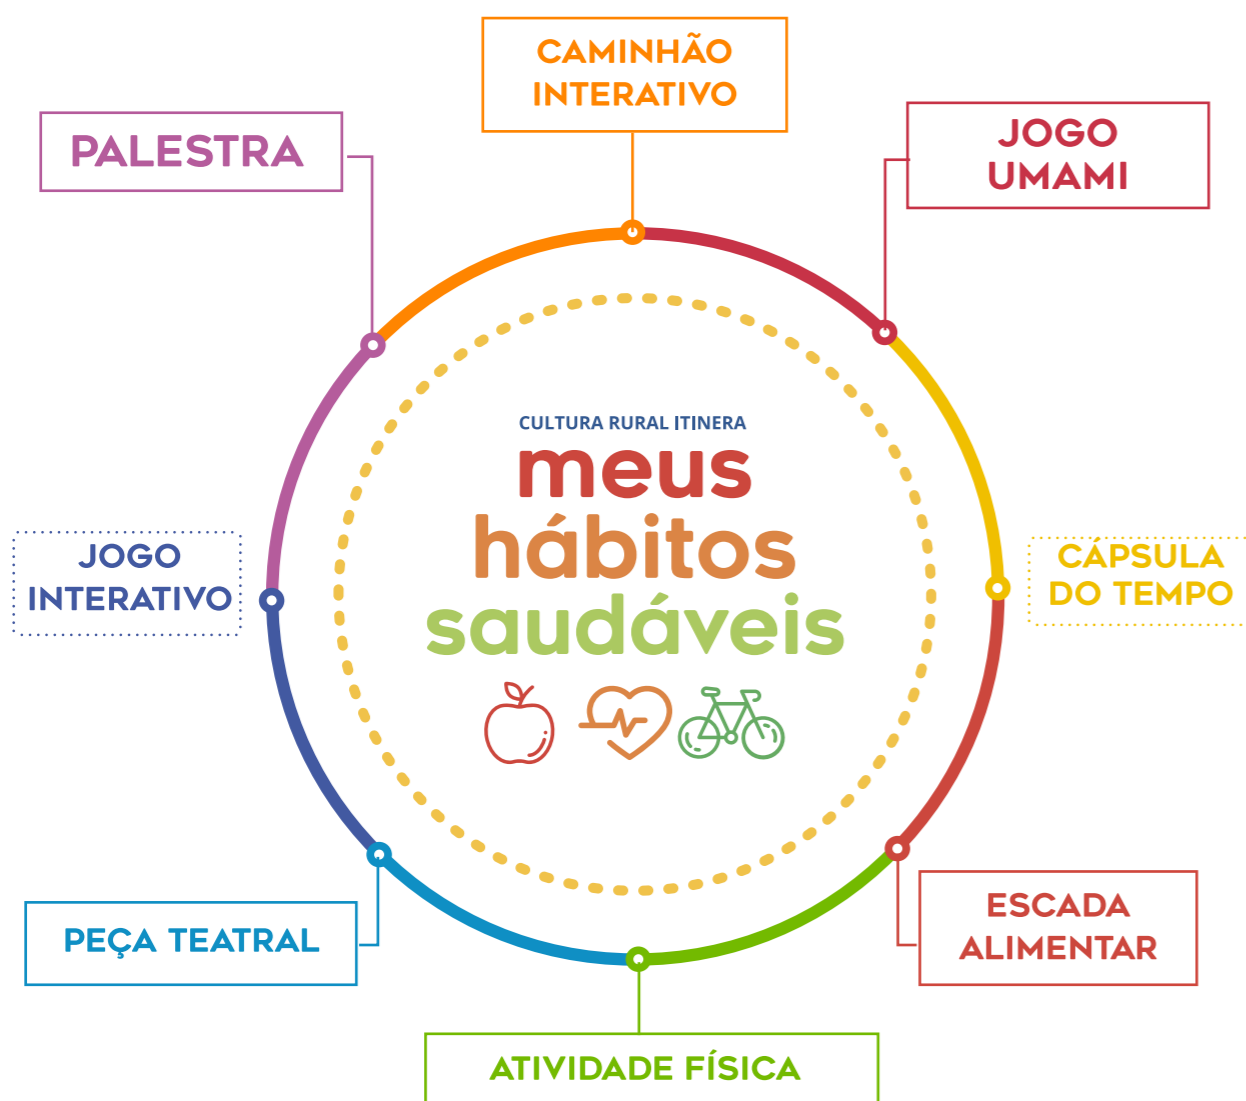 CAMINHÃO
INTERATIVO
JOGO
UMAMI
PALESTRA
CULTURA RURAL ITINERA
meus
hábitos
saudáveis
JOGO
INTERATIVO
CÁPSULA
DO TEMPO
PEÇA TEATRAL
ESCADA
ALIMENTAR
ATIVIDADE FÍSICA